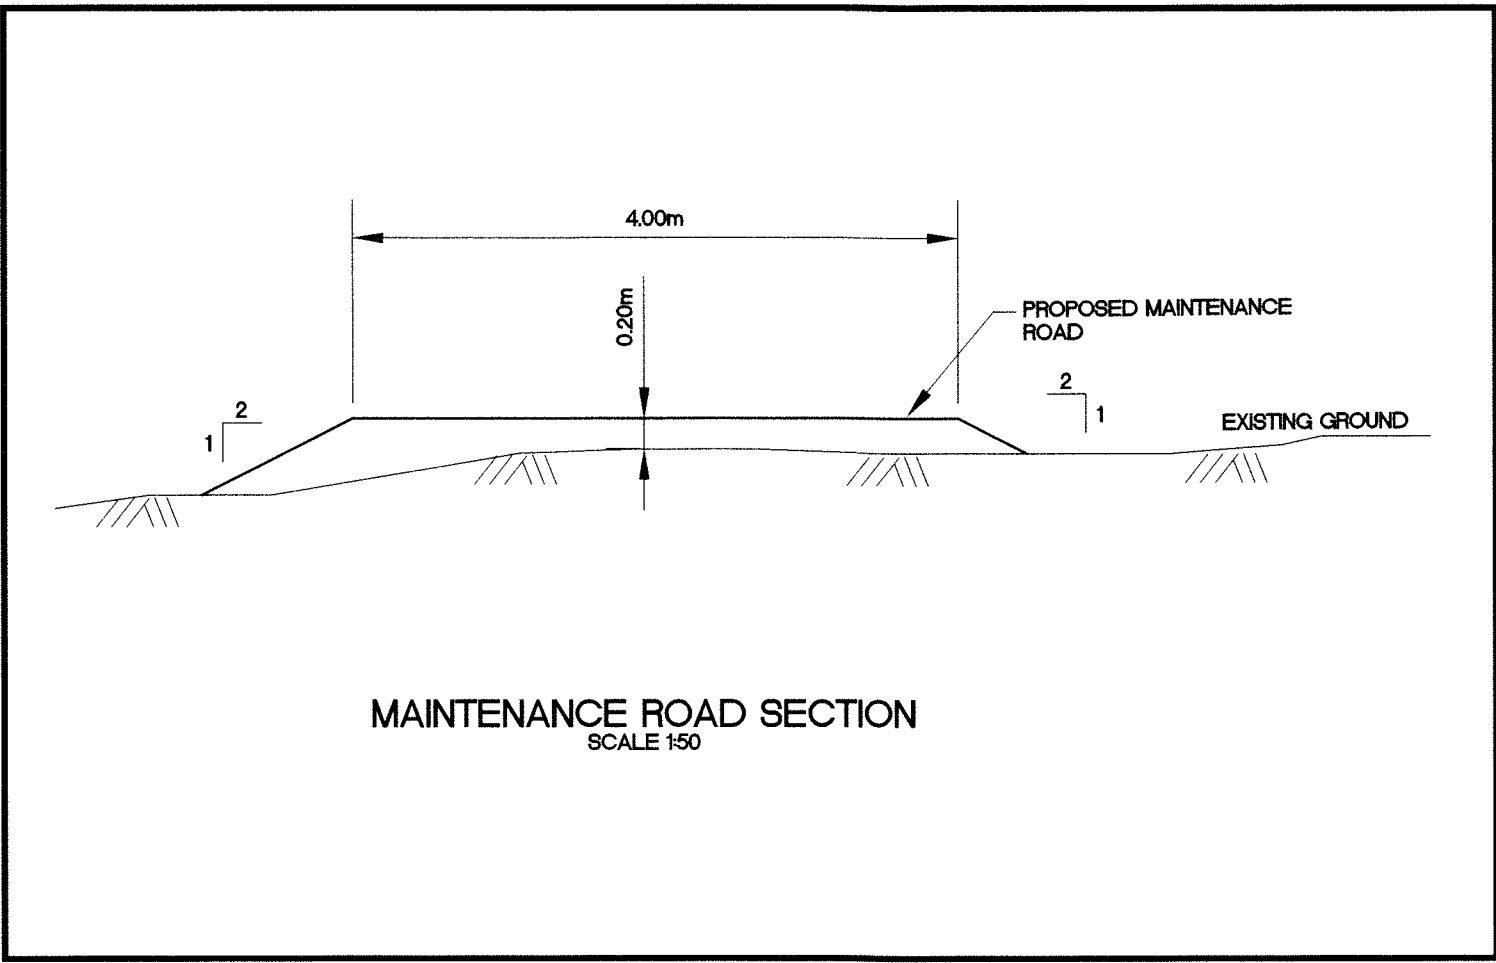 4.00m
0.20m
PROPOSED MAINTENANCE
ROAD
2
1
2
1
EXISTING GROUND
MAINTENANCE ROAD SECTION
SCALE 1:50